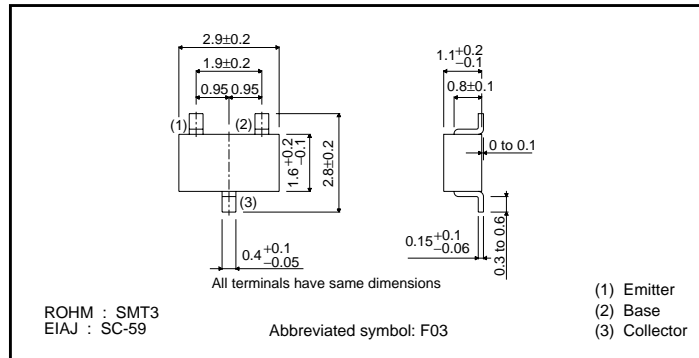 2.9±0.2
1.9±0.2
0.95 0.95
(1)
(2)
(3)
1.6+0.2−0.1
2.8±0.2
0.4+0.1−0.05
1.1+0.2−0.1
0.8±0.1
0 to 0.1
0.15+0.1−0.06
0.3 to 0.6
All terminals have same dimensions
ROHM : SMT3
EIAJ : SC-59
Abbreviated symbol: F03
(1) Emitter
(2) Base
(3) Collector